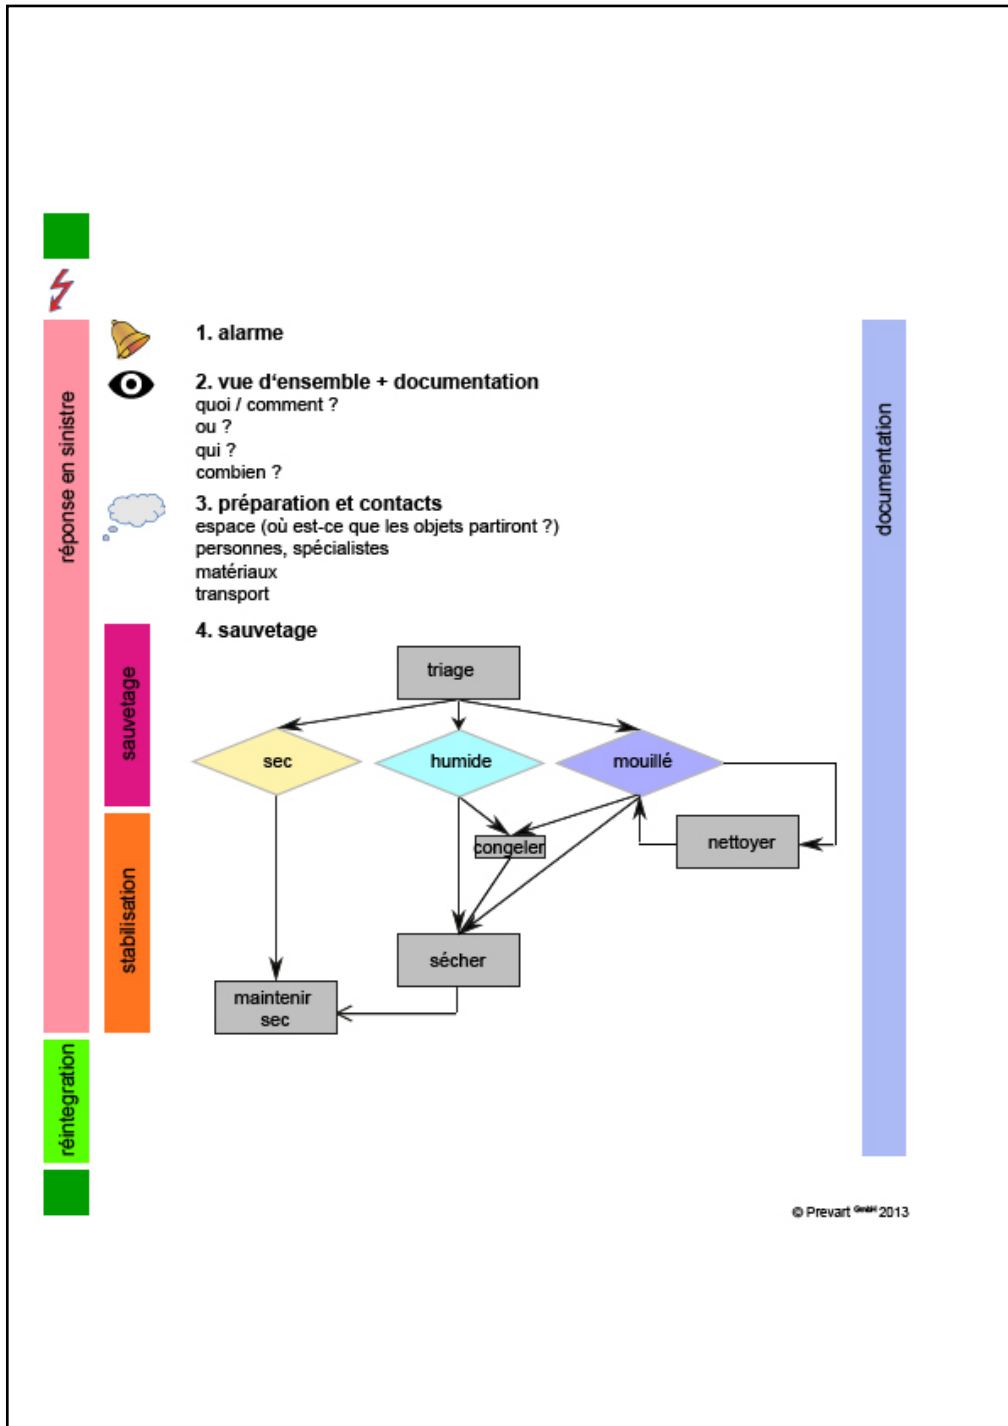 1. alarme
2. vue d‘ensemble + documentation
quoi / comment ?
ou ?
qui ?
combien ?
3. préparation et contacts
espace (où est-ce que les objets partiront ?)
personnes, spécialistes
matériaux
transport
4. sauvetage
triage
sec
humide
mouillé
congeler
nettoyer
sécher
maintenir
sec
réponse en sinistre
sauvetage
stabilisation
réintegration
documentation
© Prevart GmbH 2013